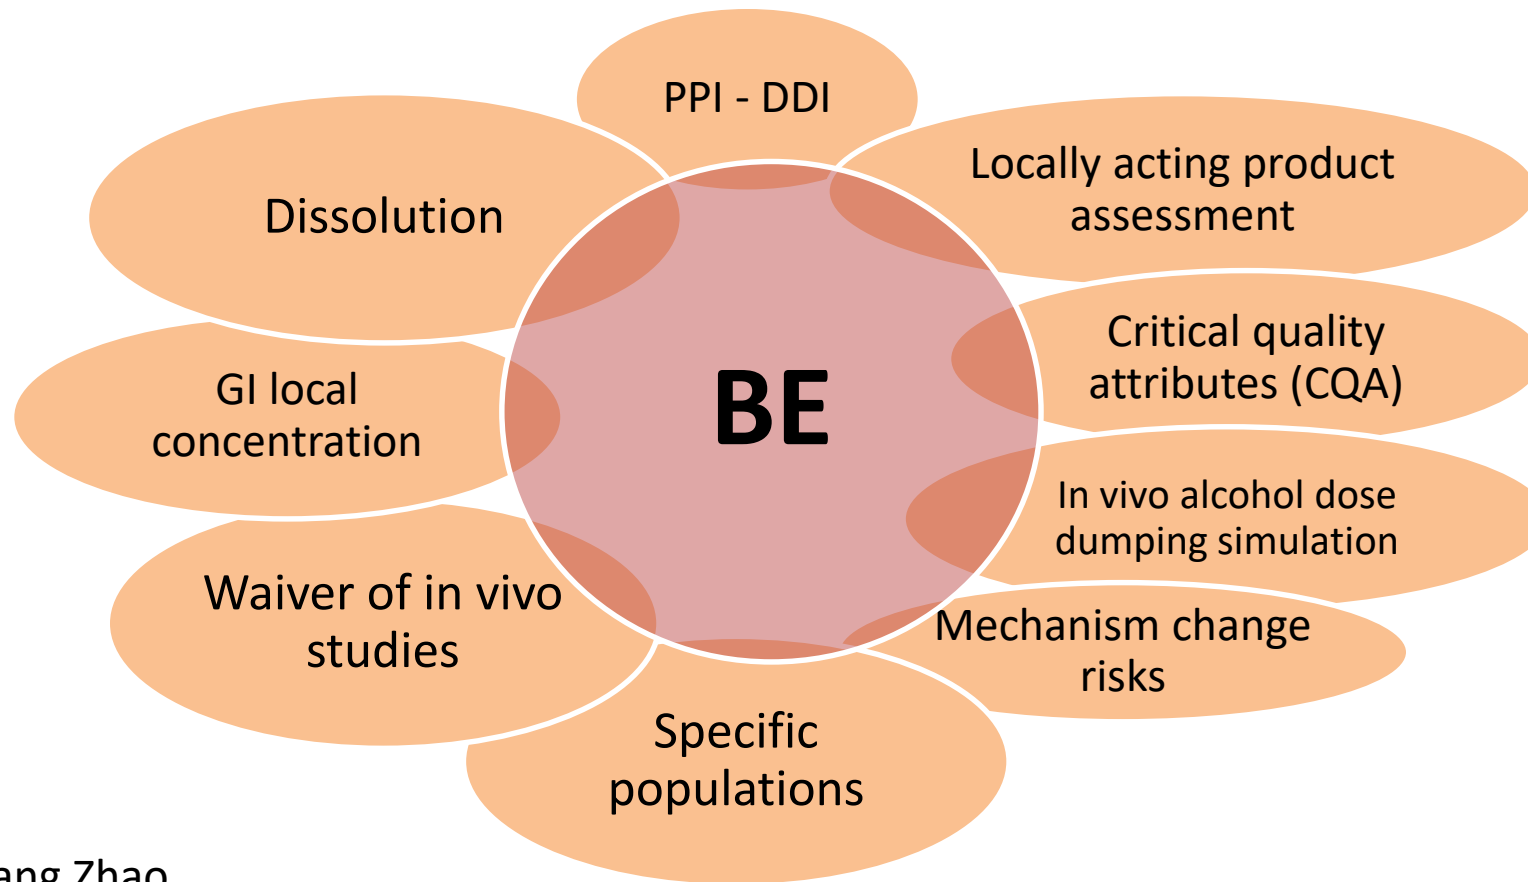 PPI - DDI
Locally acting product
assessment
Dissolution
Critical quality
attributes (CQA)
GI local
concentration
BE
In vivo alcohol dose
dumping simulation
Waiver of in vivo
studies
Mechanism change
risks
Specific
populations
Zhao